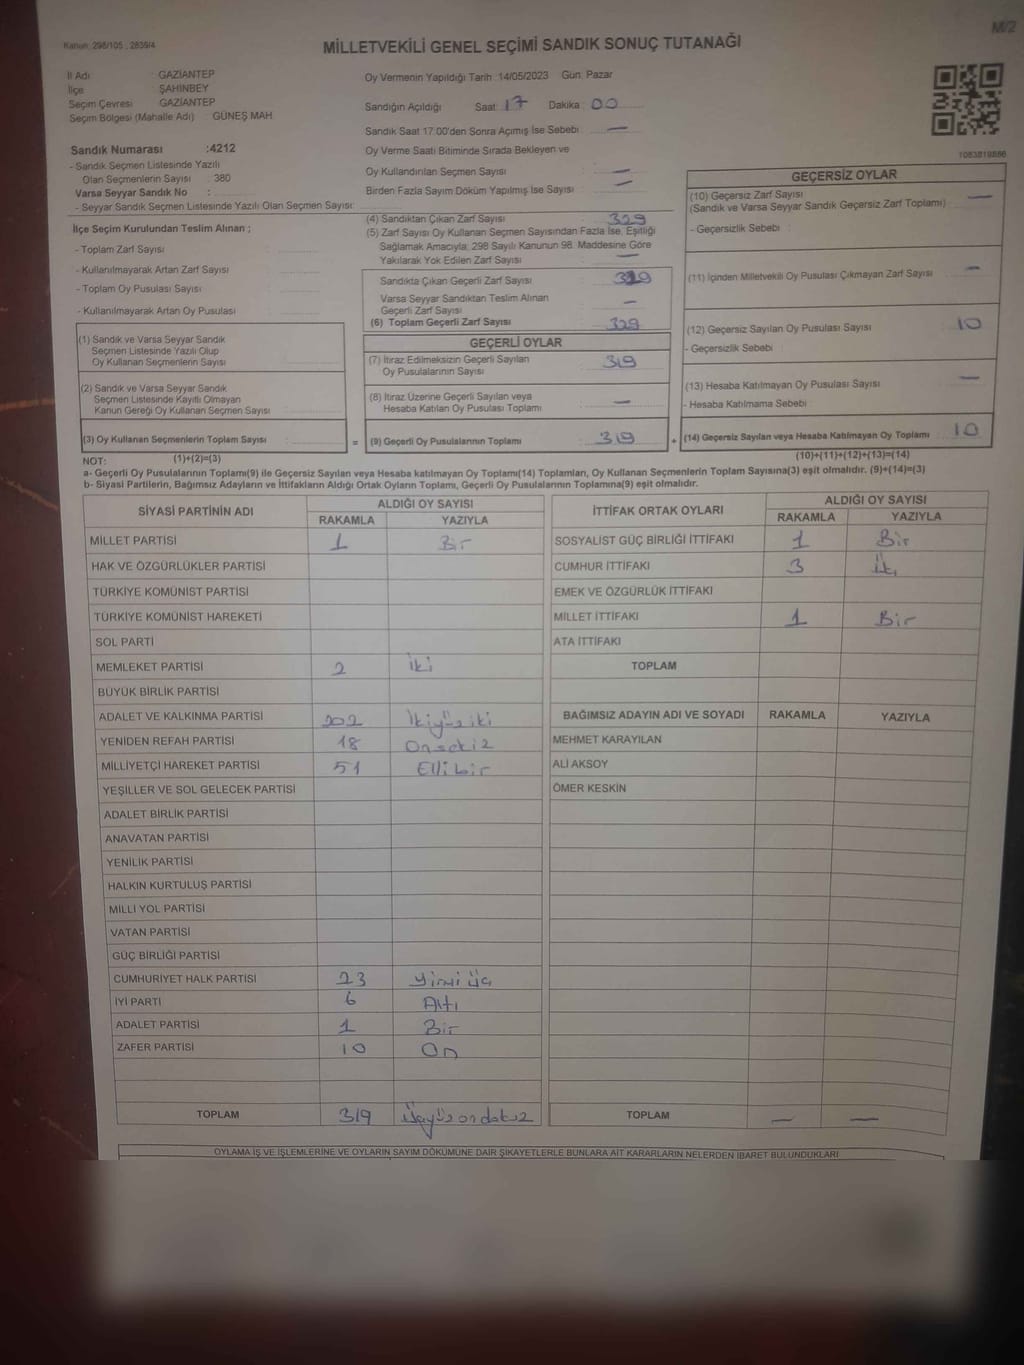 M/2
Kanun: 298/105 , 2839/4
MİLLETVEKİLİ GENEL SEÇİMİ SANDIK SONUÇ TUTANAĞI
İl Adı : GAZİANTEP
İlçe : ŞAHİNBEY
Seçim Çevresi : GAZİANTEP
Seçim Bölgesi (Mahalle Adı) : GÜNEŞ MAH
Oy Vermenin Yapıldığı Tarih :14/05/2023 Gün: Pazar
Sandığın Açıldığı Saat: 17 Dakika: 00
Sandık Saat 17:00'den Sonra Açımış İse Sebebi : —
Sandık Numarası :4212
- Sandık Seçmen Listesinde Yazılı
Olan Seçmenlerin Sayısı : 380
Varsa Seyyar Sandık No :
- Seyyar Sandık Seçmen Listesinde Yazılı Olan Seçmen Sayısı:
Oy Verme Saati Bitiminde Sırada Bekleyen ve
Oy Kullandırılan Seçmen Sayısı : —
Birden Fazla Sayım Döküm Yapılmış İse Sayısı : —
1083819886
İlçe Seçim Kurulundan Teslim Alınan ;
- Toplam Zarf Sayısı :
- Kullanılmayarak Artan Zarf Sayısı :
- Toplam Oy Pusulası Sayısı :
- Kullanılmayarak Artan Oy Pusulası :
(4) Sandıktan Çıkan Zarf Sayısı : 329
(5) Zarf Sayısı Oy Kullanan Seçmen Sayısından Fazla İse, Eşitliği
Sağlamak Amacıyla; 298 Sayılı Kanunun 98. Maddesine Göre
Yakılarak Yok Edilen Zarf Sayısı : —
Sandıkta Çıkan Geçerli Zarf Sayısı : 329
Varsa Seyyar Sandıktan Teslim Alınan
Geçerli Zarf Sayısı : —
(6) Toplam Geçerli Zarf Sayısı : 329
GEÇERSİZ OYLAR
(10) Geçersiz Zarf Sayısı : —
(Sandık ve Varsa Seyyar Sandık Geçersiz Zarf Toplamı)
- Geçersizlik Sebebi :
(11) İçinden Milletvekili Oy Pusulası Çıkmayan Zarf Sayısı : —
(12) Geçersiz Sayılan Oy Pusulası Sayısı : 10
- Geçersizlik Sebebi :
(13) Hesaba Katılmayan Oy Pusulası Sayısı : —
- Hesaba Katılmama Sebebi :
(14) Geçersiz Sayılan veya Hesaba Katılmayan Oy Toplamı : 10
(1) Sandık ve Varsa Seyyar Sandık
Seçmen Listesinde Yazılı Olup
Oy Kullanan Seçmenlerin Sayısı :
(2) Sandık ve Varsa Seyyar Sandık
Seçmen Listesinde Kayıtlı Olmayan
Kanun Gereği Oy Kullanan Seçmen Sayısı :
(3) Oy Kullanan Seçmenlerin Toplam Sayısı :
GEÇERLİ OYLAR
(7) İtiraz Edilmeksizin Geçerli Sayılan
Oy Pusulalarının Sayısı : 319
(8) İtiraz Üzerine Geçerli Sayılan veya
Hesaba Katılan Oy Pusulası Toplamı : —
= (9) Geçerli Oy Pusulalarının Toplamı : 319 +
NOT: (1)+(2)=(3) (10)+(11)+(12)+(13)=(14)
a- Geçerli Oy Pusulalarının Toplamı(9) ile Geçersiz Sayılan veya Hesaba katılmayan Oy Toplamı(14) Toplamları, Oy Kullanan Seçmenlerin Toplam Sayısına(3) eşit olmalıdır. (9)+(14)=(3)
b- Siyasi Partilerin, Bağımsız Adayların ve İttifakların Aldığı Ortak Oyların Toplamı, Geçerli Oy Pusulalarının Toplamına(9) eşit olmalıdır.
SİYASİ PARTİNİN ADI ALDIĞI OY SAYISI
RAKAMLA YAZIYLA
MİLLET PARTİSİ 1 Bir
HAK VE ÖZGÜRLÜKLER PARTİSİ
TÜRKİYE KOMÜNİST PARTİSİ
TÜRKİYE KOMÜNİST HAREKETİ
SOL PARTİ
MEMLEKET PARTİSİ 2 İki
BÜYÜK BİRLİK PARTİSİ
ADALET VE KALKINMA PARTİSİ 202 İkiyüziki
YENİDEN REFAH PARTİSİ 18 Onsekiz
MİLLİYETÇİ HAREKET PARTİSİ 51 Ellibir
YEŞİLLER VE SOL GELECEK PARTİSİ
ADALET BİRLİK PARTİSİ
ANAVATAN PARTİSİ
YENİLİK PARTİSİ
HALKIN KURTULUŞ PARTİSİ
MİLLİ YOL PARTİSİ
VATAN PARTİSİ
GÜÇ BİRLİĞİ PARTİSİ
CUMHURİYET HALK PARTİSİ 23 Yirmi üç
İYİ PARTİ 6 Altı
ADALET PARTİSİ 1 Bir
ZAFER PARTİSİ 10 On
TOPLAM 319 Üçyüzondokuz
İTTİFAK ORTAK OYLARI ALDIĞI OY SAYISI
RAKAMLA YAZIYLA
SOSYALİST GÜÇ BİRLİĞİ İTTİFAKI 1 Bir
CUMHUR İTTİFAKI 3 İki
EMEK VE ÖZGÜRLÜK İTTİFAKI
MİLLET İTTİFAKI 1 Bir
ATA İTTİFAKI
TOPLAM
BAĞIMSIZ ADAYIN ADI VE SOYADI RAKAMLA YAZIYLA
MEHMET KARAYILAN
ALİ AKSOY
ÖMER KESKİN
TOPLAM — —
OYLAMA İŞ VE İŞLEMLERİNE VE OYLARIN SAYIM DÖKÜMÜNE DAİR ŞİKAYETLERLE BUNLARA AİT KARARLARIN NELERDEN İBARET BULUNDUKLARI